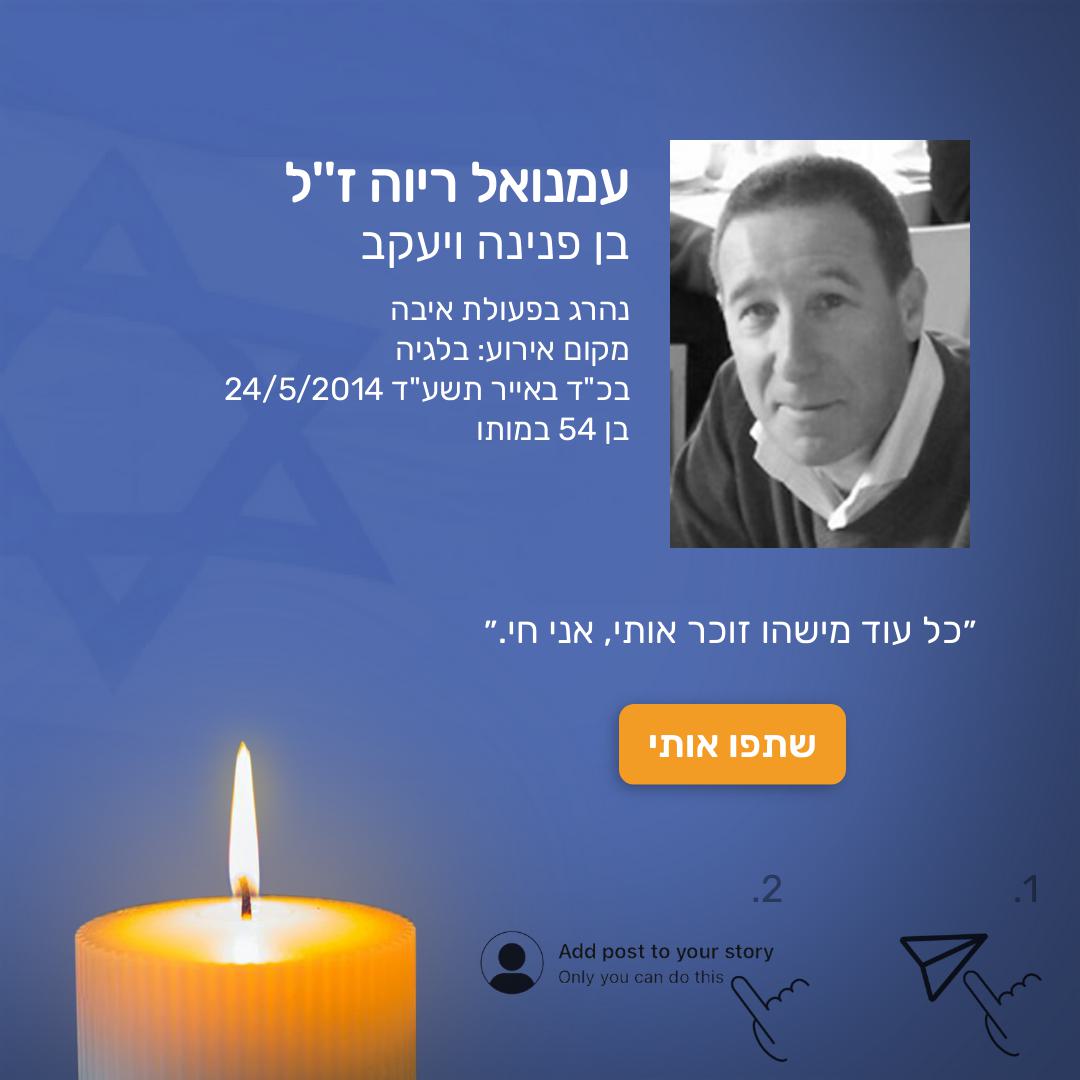 עמנואל ריווה ז"ל
בן פנינה ויעקב
נהרג בפעולת איבה
מקום אירוע: בלגיה
בכ"ד באייר תשע"ד 24/5/2014
בן 54 במותו
"כל עוד מישהו זוכר אותי, אני חי."
שתפו אותי
1.
2.
Add post to your story
Only you can do this